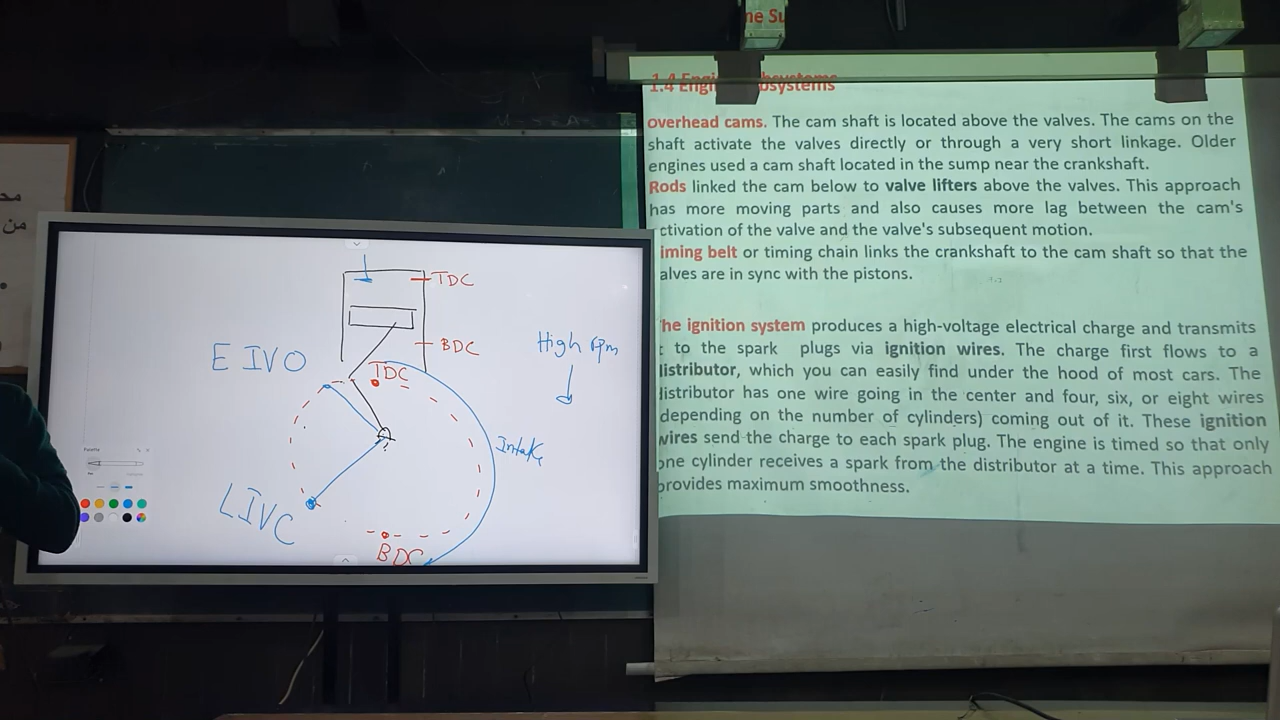 ne Su
محـ
من
TDC
BDC
High rpm
E IVO
TDC
Intake
LIVC
BDC
Palette
1.4 Engi bsystems
overhead cams. The cam shaft is located above the valves. The cams on the
shaft activate the valves directly or through a very short linkage. Older
engines used a cam shaft located in the sump near the crankshaft.
Rods linked the cam below to valve lifters above the valves. This approach
has more moving parts and also causes more lag between the cam's
ctivation of the valve and the valve's subsequent motion.
iming belt or timing chain links the crankshaft to the cam shaft so that the
alves are in sync with the pistons.
he ignition system produces a high-voltage electrical charge and transmits
t to the spark plugs via ignition wires. The charge first flows to a
distributor, which you can easily find under the hood of most cars. The
distributor has one wire going in the center and four, six, or eight wires
(depending on the number of cylinders) coming out of it. These ignition
wires send the charge to each spark plug. The engine is timed so that only
one cylinder receives a spark from the distributor at a time. This approach
provides maximum smoothness.